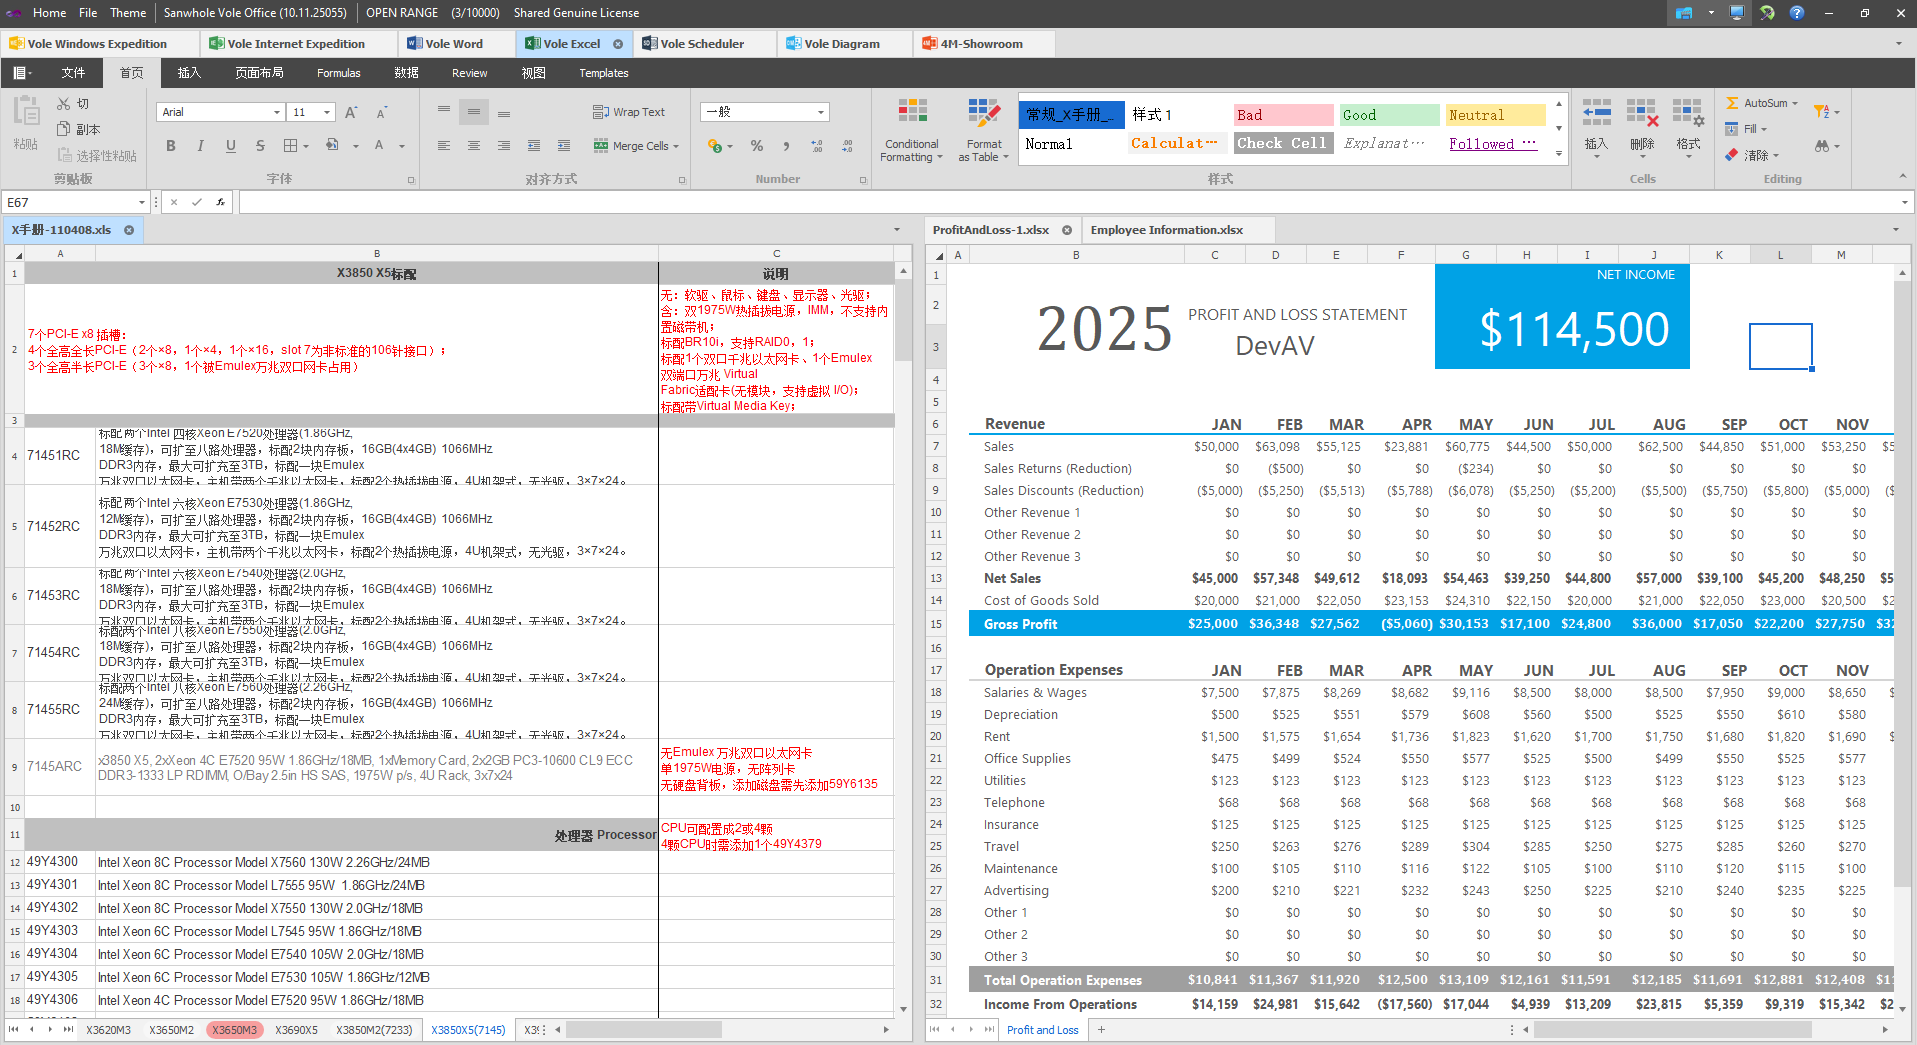 Home File Theme Sanwhole Vole Office (10.11.25055) OPEN RANGE (3/10000) Shared Genuine License
Vole Windows Expedition Vole Internet Expedition Vole Word Vole Excel Vole Scheduler Vole Diagram 4M-Showroom
文件 首页 插入 页面布局 Formulas 数据 Review 视图 Templates
粘贴 切 副本 选择性粘贴 剪贴板
Arial 11 B I U S 字体
Wrap Text Merge Cells 对齐方式
一般 % Number
Conditional Formatting Format as Table
常规_X手册_... 样式 1 Bad Good Neutral
Normal Calculat... Check Cell Explanat... Followed ...
样式
插入 删除 格式 Cells
AutoSum Fill 清除 Editing
E67
X手册-110408.xls
A B C
1 X3850 X5标配 说明
2 7个PCI-E x8 插槽：
4个全高全长PCI-E（2个×8，1个×4，1个×16，slot 7为非标准的106针接口）；
3个全高半长PCI-E（3个×8，1个被Emulex万兆双口网卡占用）
无：软驱、鼠标、键盘、显示器、光驱；
含：双1975W热插拔电源，IMM，不支持内
置磁带机；
标配BR10i，支持RAID0，1；
标配1个双口千兆以太网卡、1个Emulex
双端口万兆 Virtual
Fabric适配卡(无模块，支持虚拟 I/O)；
标配带Virtual Media Key；
3
4 71451RC 标配两个Intel 四核Xeon E7520处理器(1.86GHz,
18M缓存)，可扩至八路处理器，标配2块内存板，16GB(4x4GB) 1066MHz
DDR3内存，最大可扩充至3TB，标配一块Emulex
万兆双口以太网卡，主机带两个千兆以太网卡，标配2个热插拔电源，4U机架式，无光驱，3×7×24。
5 71452RC 标配两个Intel 六核Xeon E7530处理器(1.86GHz,
12M缓存)，可扩至八路处理器，标配2块内存板，16GB(4x4GB) 1066MHz
DDR3内存，最大可扩充至3TB，标配一块Emulex
万兆双口以太网卡，主机带两个千兆以太网卡，标配2个热插拔电源，4U机架式，无光驱，3×7×24。
6 71453RC 标配两个Intel 六核Xeon E7540处理器(2.0GHz,
18M缓存)，可扩至八路处理器，标配2块内存板，16GB(4x4GB) 1066MHz
DDR3内存，最大可扩充至3TB，标配一块Emulex
万兆双口以太网卡，主机带两个千兆以太网卡，标配2个热插拔电源，4U机架式，无光驱，3×7×24。
7 71454RC 标配两个Intel 八核Xeon E7550处理器(2.0GHz,
18M缓存)，可扩至八路处理器，标配2块内存板，16GB(4x4GB) 1066MHz
DDR3内存，最大可扩充至3TB，标配一块Emulex
万兆双口以太网卡，主机带两个千兆以太网卡，标配2个热插拔电源，4U机架式，无光驱，3×7×24。
8 71455RC 标配两个Intel 八核Xeon E7560处理器(2.26GHz,
24M缓存)，可扩至八路处理器，标配2块内存板，16GB(4x4GB) 1066MHz
DDR3内存，最大可扩充至3TB，标配一块Emulex
万兆双口以太网卡，主机带两个千兆以太网卡，标配2个热插拔电源，4U机架式，无光驱，3×7×24。
9 7145ARC x3850 X5, 2xXeon 4C E7520 95W 1.86GHz/18MB, 1xMemory Card, 2x2GB PC3-10600 CL9 ECC
DDR3-1333 LP RDIMM, O/Bay 2.5in HS SAS, 1975W p/s, 4U Rack, 3x7x24
无Emulex 万兆双口以太网卡
单1975W电源，无阵列卡
无硬盘背板，添加磁盘需先添加59Y6135
10
11 处理器 Processor CPU可配置成2或4颗
4颗CPU时需添加1个49Y4379
12 49Y4300 Intel Xeon 8C Processor Model X7560 130W 2.26GHz/24MB
13 49Y4301 Intel Xeon 8C Processor Model L7555 95W 1.86GHz/24MB
14 49Y4302 Intel Xeon 8C Processor Model X7550 130W 2.0GHz/18MB
15 49Y4303 Intel Xeon 6C Processor Model L7545 95W 1.86GHz/18MB
16 49Y4304 Intel Xeon 6C Processor Model E7540 105W 2.0GHz/18MB
17 49Y4305 Intel Xeon 6C Processor Model E7530 105W 1.86GHz/12MB
18 49Y4306 Intel Xeon 4C Processor Model E7520 95W 1.86GHz/18MB
X3620M3 X3650M2 X3650M3 X3690X5 X3850M2(7233) X3850X5(7145) X39
ProfitAndLoss-1.xlsx Employee Information.xlsx
A B C D E F G H I J K L M
1 NET INCOME
2 2025 PROFIT AND LOSS STATEMENT $114,500
3 DevAV
4
5
6 Revenue JAN FEB MAR APR MAY JUN JUL AUG SEP OCT NOV
7 Sales $50,000 $63,098 $55,125 $23,881 $60,775 $44,500 $50,000 $62,500 $44,850 $51,000 $53,250
8 Sales Returns (Reduction) $0 ($500) $0 $0 ($234) $0 $0 $0 $0 $0 $0
9 Sales Discounts (Reduction) ($5,000) ($5,250) ($5,513) ($5,788) ($6,078) ($5,250) ($5,200) ($5,500) ($5,750) ($5,800) ($5,000)
10 Other Revenue 1 $0 $0 $0 $0 $0 $0 $0 $0 $0 $0 $0
11 Other Revenue 2 $0 $0 $0 $0 $0 $0 $0 $0 $0 $0 $0
12 Other Revenue 3 $0 $0 $0 $0 $0 $0 $0 $0 $0 $0 $0
13 Net Sales $45,000 $57,348 $49,612 $18,093 $54,463 $39,250 $44,800 $57,000 $39,100 $45,200 $48,250
14 Cost of Goods Sold $20,000 $21,000 $22,050 $23,153 $24,310 $22,150 $20,000 $21,000 $22,050 $23,000 $20,500
15 Gross Profit $25,000 $36,348 $27,562 ($5,060) $30,153 $17,100 $24,800 $36,000 $17,050 $22,200 $27,750
16
17 Operation Expenses JAN FEB MAR APR MAY JUN JUL AUG SEP OCT NOV
18 Salaries & Wages $7,500 $7,875 $8,269 $8,682 $9,116 $8,500 $8,000 $8,500 $7,950 $9,000 $8,650
19 Depreciation $500 $525 $551 $579 $608 $560 $500 $525 $550 $610 $580
20 Rent $1,500 $1,575 $1,654 $1,736 $1,823 $1,620 $1,700 $1,750 $1,680 $1,820 $1,690
21 Office Supplies $475 $499 $524 $550 $577 $525 $500 $499 $550 $525 $577
22 Utilities $123 $123 $123 $123 $123 $123 $123 $123 $123 $123 $123
23 Telephone $68 $68 $68 $68 $68 $68 $68 $68 $68 $68 $68
24 Insurance $125 $125 $125 $125 $125 $125 $125 $125 $125 $125 $125
25 Travel $250 $263 $276 $289 $304 $285 $250 $275 $285 $260 $270
26 Maintenance $100 $105 $110 $116 $122 $105 $100 $110 $120 $115 $100
27 Advertising $200 $210 $221 $232 $243 $250 $225 $210 $240 $235 $225
28 Other 1 $0 $0 $0 $0 $0 $0 $0 $0 $0 $0 $0
29 Other 2 $0 $0 $0 $0 $0 $0 $0 $0 $0 $0 $0
30 Other 3 $0 $0 $0 $0 $0 $0 $0 $0 $0 $0 $0
31 Total Operation Expenses $10,841 $11,367 $11,920 $12,500 $13,109 $12,161 $11,591 $12,185 $11,691 $12,881 $12,408
32 Income From Operations $14,159 $24,981 $15,642 ($17,560) $17,044 $4,939 $13,209 $23,815 $5,359 $9,319 $15,342
Profit and Loss